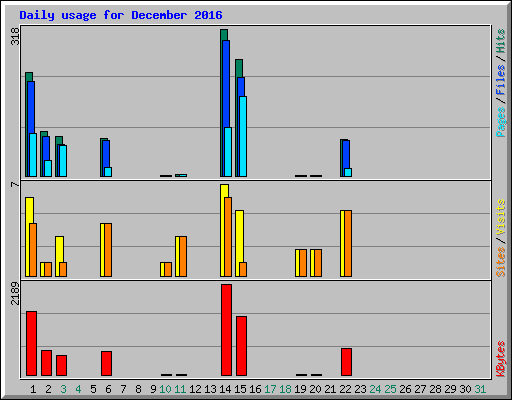 Daily usage for December 2016
318
Pages / Files / Hits
7
Sites / Visits
2189
KBytes
1 2 3 4 5 6 7 8 9 10 11 12 13 14 15 16 17 18 19 20 21 22 23 24 25 26 27 28 29 30 31